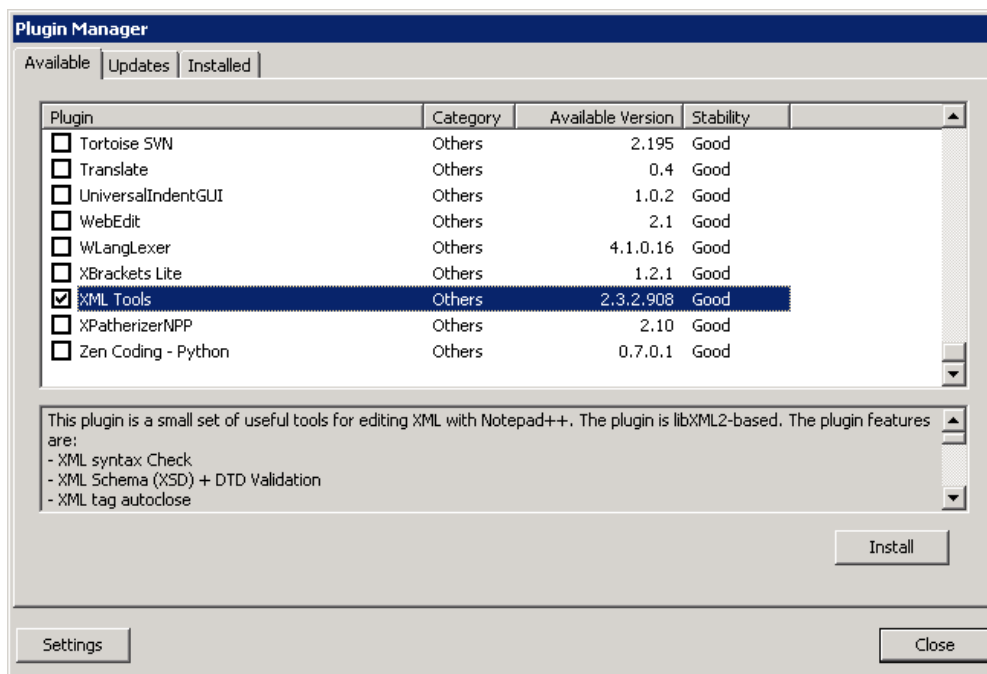 Plugin Manager
Available Updates Installed
Plugin Category Available Version Stability
Tortoise SVN Others 2.195 Good
Translate Others 0.4 Good
UniversalIndentGUI Others 1.0.2 Good
WebEdit Others 2.1 Good
WLangLexer Others 4.1.0.16 Good
XBrackets Lite Others 1.2.1 Good
XML Tools Others 2.3.2.908 Good
XPatherizerNPP Others 2.10 Good
Zen Coding - Python Others 0.7.0.1 Good
This plugin is a small set of useful tools for editing XML with Notepad++. The plugin is libXML2-based. The plugin features
are:
- XML syntax Check
- XML Schema (XSD) + DTD Validation
- XML tag autoclose
Install
Settings Close